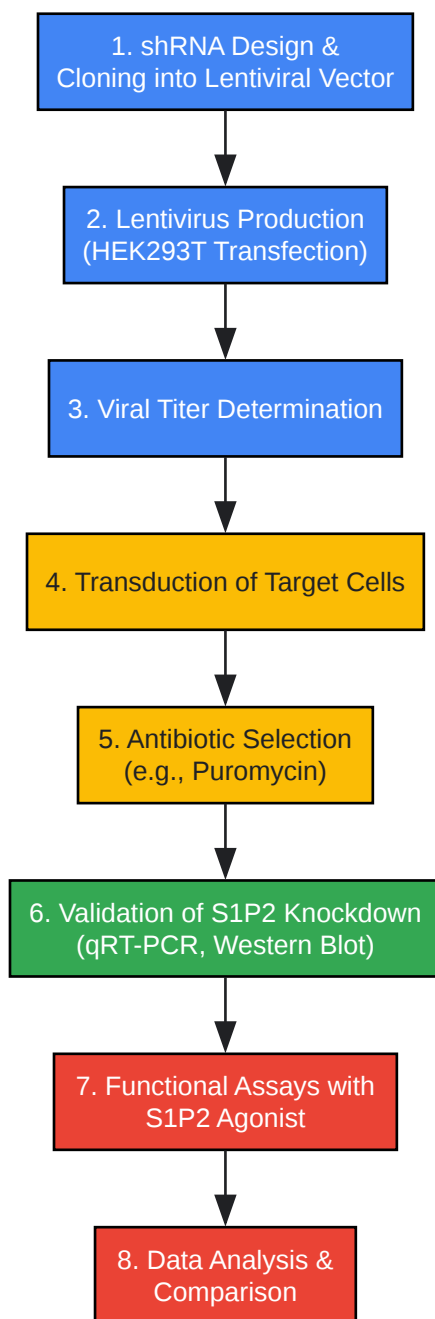 1. shRNA Design &
Cloning into Lentiviral Vector
2. Lentivirus Production
(HEK293T Transfection)
3. Viral Titer Determination
4. Transduction of Target Cells
5. Antibiotic Selection
(e.g., Puromycin)
6. Validation of S1P2 Knockdown
(qRT-PCR, Western Blot)
7. Functional Assays with
S1P2 Agonist
8. Data Analysis &
Comparison